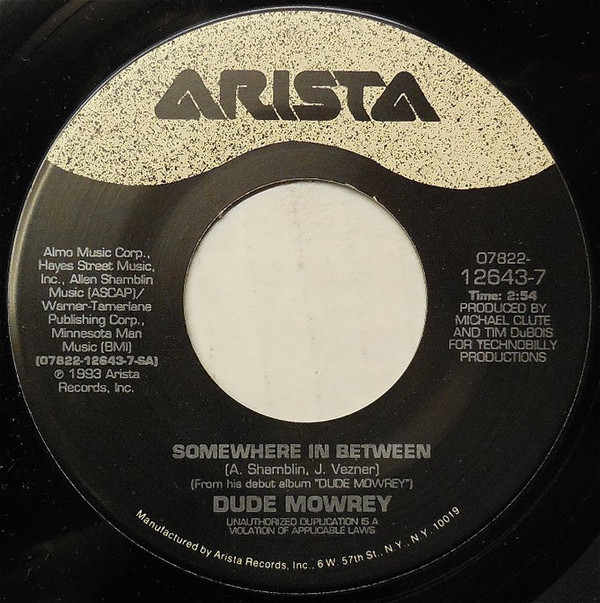 ARISTA
Almo Music Corp.,
Hayes Street Music,
Inc., Allen Shamblin
Music (ASCAP)/
Warner-Tamerlane
Publishing Corp.,
Minnesota Man
Music (BMI)
(07822-12643-7-SA)
℗ 1993 Arista
Records, Inc.
07822-
12643-7
Time: 2:54
PRODUCED BY
MICHAEL CLUTE
AND TIM DuBOIS
FOR TECHNOBILLY
PRODUCTIONS
SOMEWHERE IN BETWEEN
(A. Shamblin, J. Vezner)
(From his debut album "DUDE MOWREY")
DUDE MOWREY
UNAUTHORIZED DUPLICATION IS A
VIOLATION OF APPLICABLE LAWS
Manufactured by Arista Records, Inc., 6 W. 57th St., N.Y., N.Y. 10019